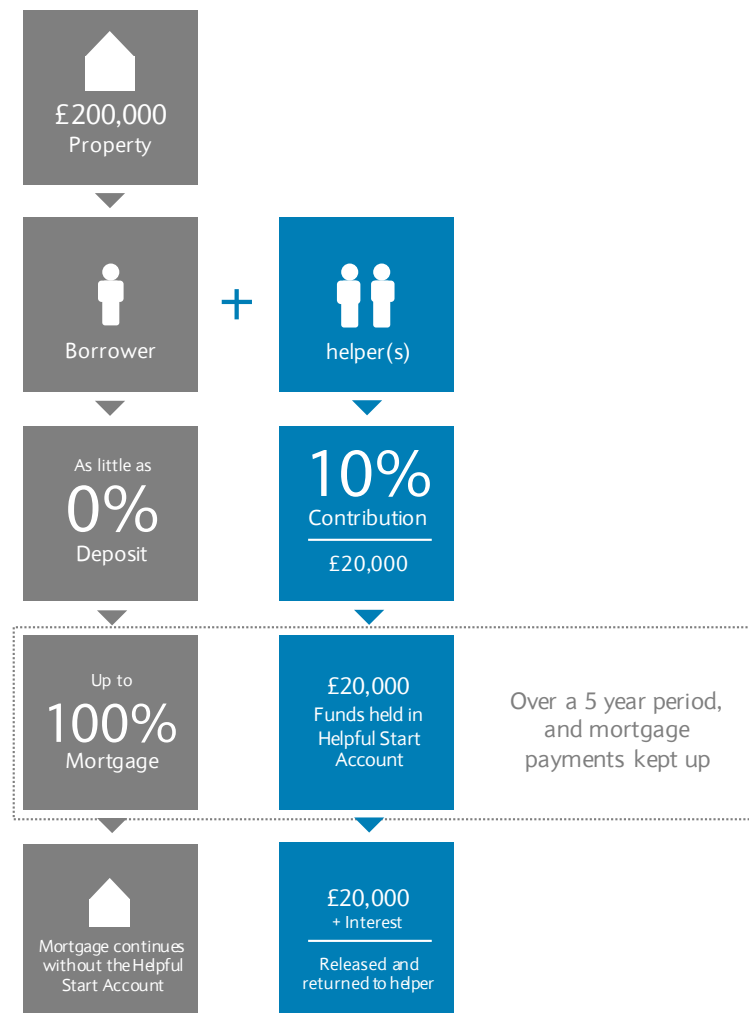 £200,000
Property
Borrower
+
helper(s)
As little as
0%
Deposit
10%
Contribution
£20,000
Up to
100%
Mortgage
£20,000
Funds held in
Helpful Start
Account
Over a 5 year period,
and mortgage
payments kept up
Mortgage continues
without the Helpful
Start Account
£20,000
+ Interest
Released and
returned to helper